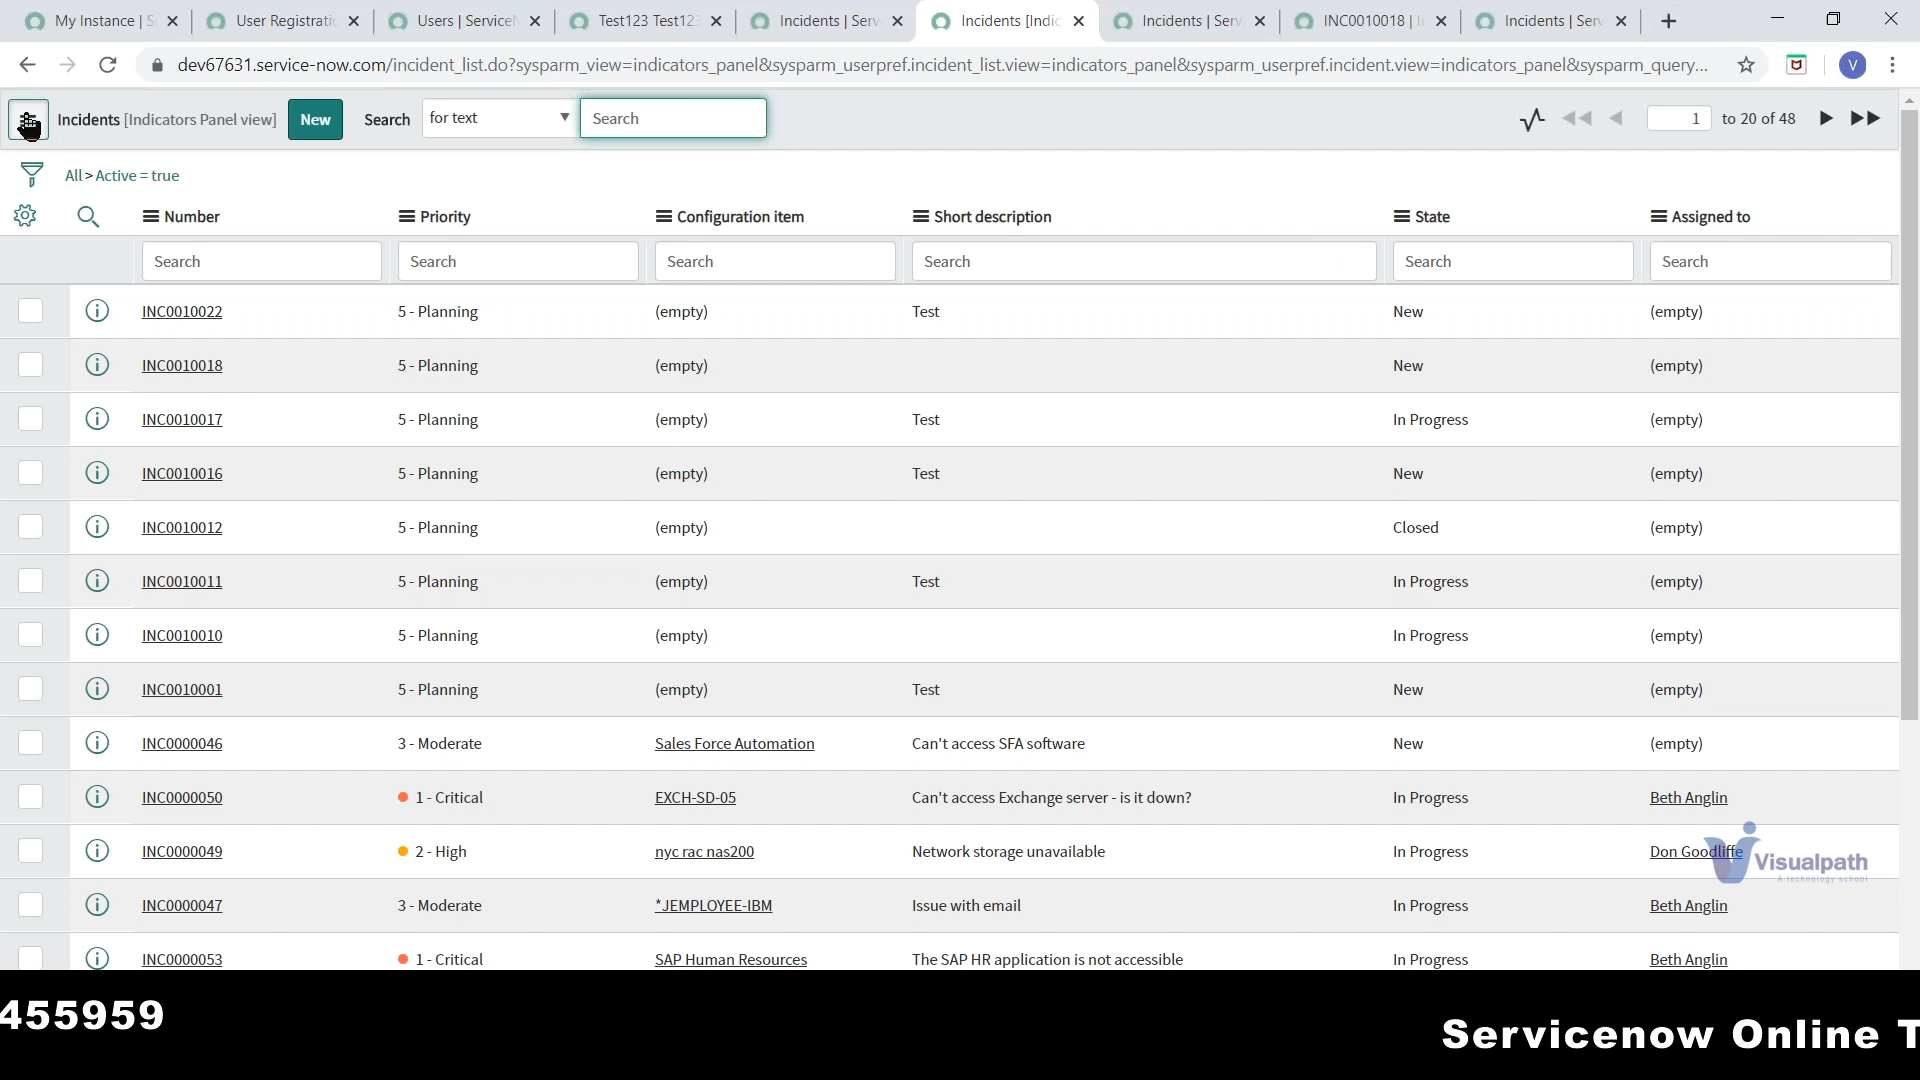 My Instance | S
User Registratio
Users | ServiceN
Test123 Test123
Incidents | Serv
Incidents [Indic
Incidents | Serv
INC0010018 | I
Incidents | Serv
dev67631.service-now.com/incident_list.do?sysparm_view=indicators_panel&sysparm_userpref.incident_list.view=indicators_panel&sysparm_userpref.incident.view=indicators_panel&sysparm_query...
V
Incidents [Indicators Panel view] New Search for text Search 1 to 20 of 48
All > Active = true
Number Priority Configuration item Short description State Assigned to
Search Search Search Search Search Search
INC0010022 5 - Planning (empty) Test New (empty)
INC0010018 5 - Planning (empty) New (empty)
INC0010017 5 - Planning (empty) Test In Progress (empty)
INC0010016 5 - Planning (empty) Test New (empty)
INC0010012 5 - Planning (empty) Closed (empty)
INC0010011 5 - Planning (empty) Test In Progress (empty)
INC0010010 5 - Planning (empty) In Progress (empty)
INC0010001 5 - Planning (empty) Test New (empty)
INC0000046 3 - Moderate Sales Force Automation Can't access SFA software New (empty)
INC0000050 1 - Critical EXCH-SD-05 Can't access Exchange server - is it down? In Progress Beth Anglin
INC0000049 2 - High nyc rac nas200 Network storage unavailable In Progress Don Goodliffe
Visualpath
A technology school
INC0000047 3 - Moderate *JEMPLOYEE-IBM Issue with email In Progress Beth Anglin
INC0000053 1 - Critical SAP Human Resources The SAP HR application is not accessible In Progress Beth Anglin
455959
Servicenow Online T